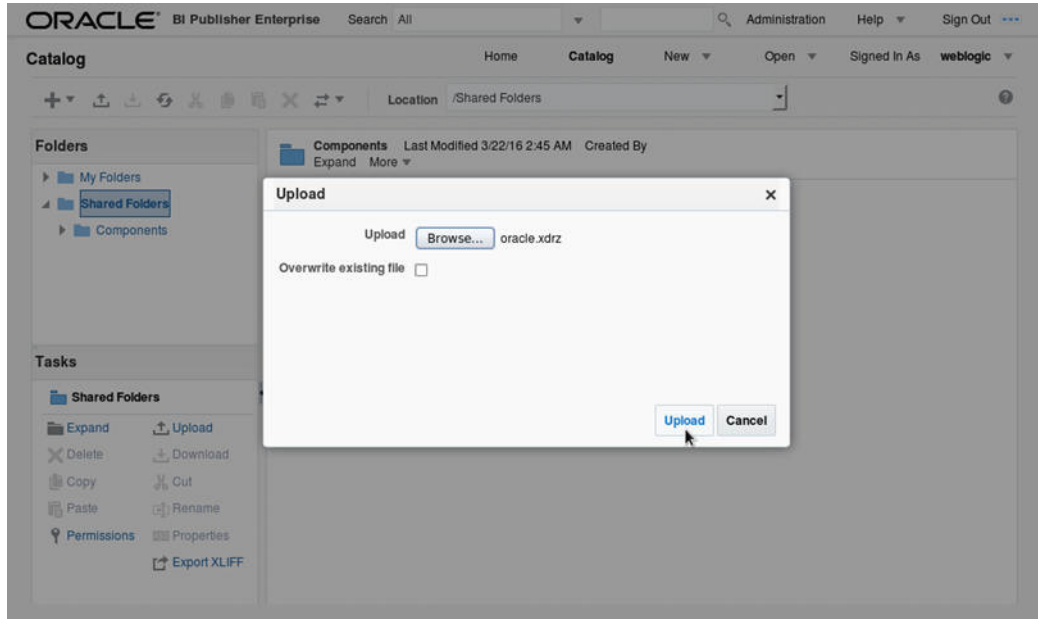 ORACLE BI Publisher Enterprise Search All Administration Help Sign Out
Catalog Home Catalog New Open Signed In As weblogic
Location /Shared Folders
Folders
Components Last Modified 3/22/16 2:45 AM Created By
Expand More
My Folders
Shared Folders
Components
Upload
Upload Browse... oracle.xdrz
Overwrite existing file
Upload Cancel
Tasks
Shared Folders
Expand Upload
Delete Download
Copy Cut
Paste Rename
Permissions Properties
Export XLIFF